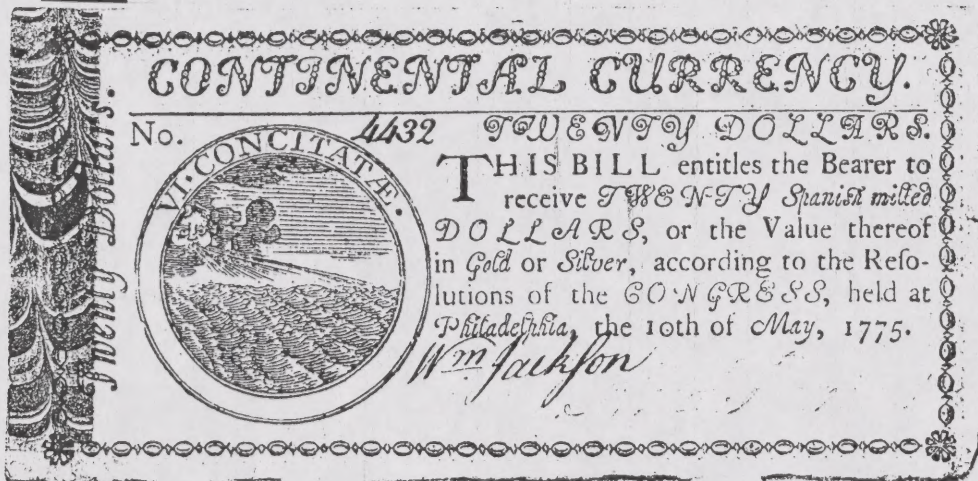 CONTINENTAL CURRENCY.
Twenty Dollars.
No. 4432 TWENTY DOLLARS.
VI·CONCITATÆ.
THIS BILL entitles the Bearer to
receive TWENTY Spanish milled
DOLLARS, or the Value thereof
in Gold or Silver, according to the Reſo-
lutions of the CONGRESS, held at
Philadelphia, the 10th of May, 1775.
Wm Jackſon